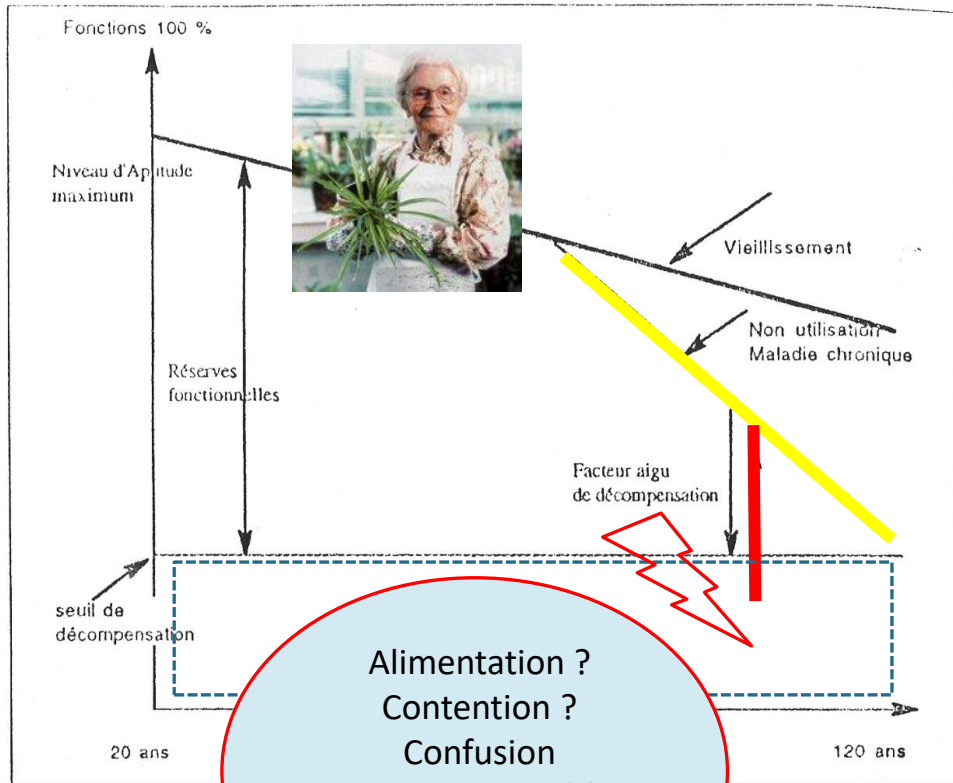 Fonctions 100 %
Niveau d'Aptitude
maximum
Vieillissement
Non utilisation
Maladie chronique
Réserves
fonctionnelles
Facteur aigu
de décompensation
seuil de
décompensation
Alimentation ?
Contention ?
Confusion
20 ans
120 ans